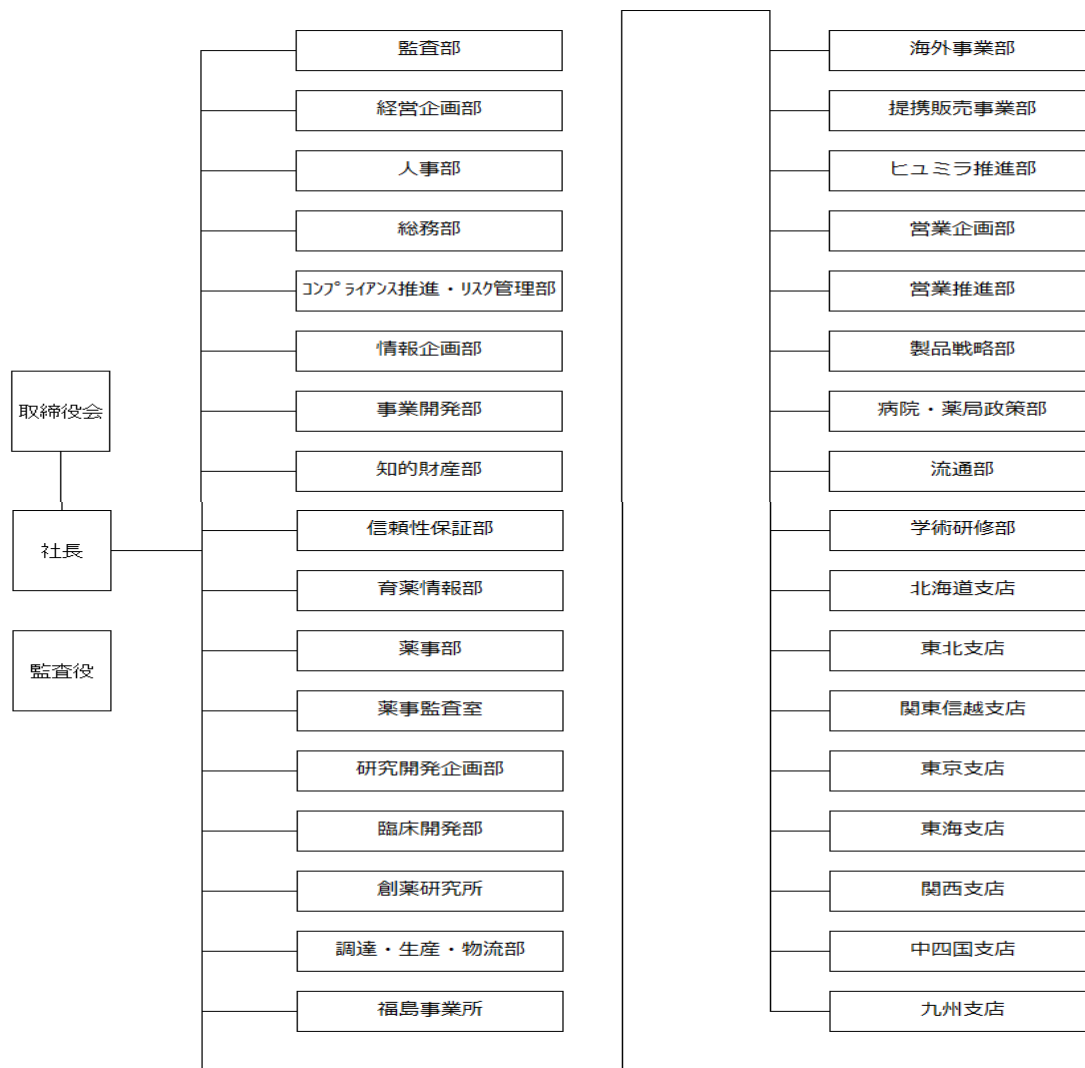 取締役会
社長
監査役
監査部
経営企画部
人事部
総務部
ｺﾝﾌﾟﾗｲｱﾝｽ推進・ﾘｽｸ管理部
情報企画部
事業開発部
知的財産部
信頼性保証部
育薬情報部
薬事部
薬事監査室
研究開発企画部
臨床開発部
創薬研究所
調達・生産・物流部
福島事業所
海外事業部
提携販売事業部
ヒュミラ推進部
営業企画部
営業推進部
製品戦略部
病院・薬局政策部
流通部
学術研修部
北海道支店
東北支店
関東信越支店
東京支店
東海支店
関西支店
中四国支店
九州支店